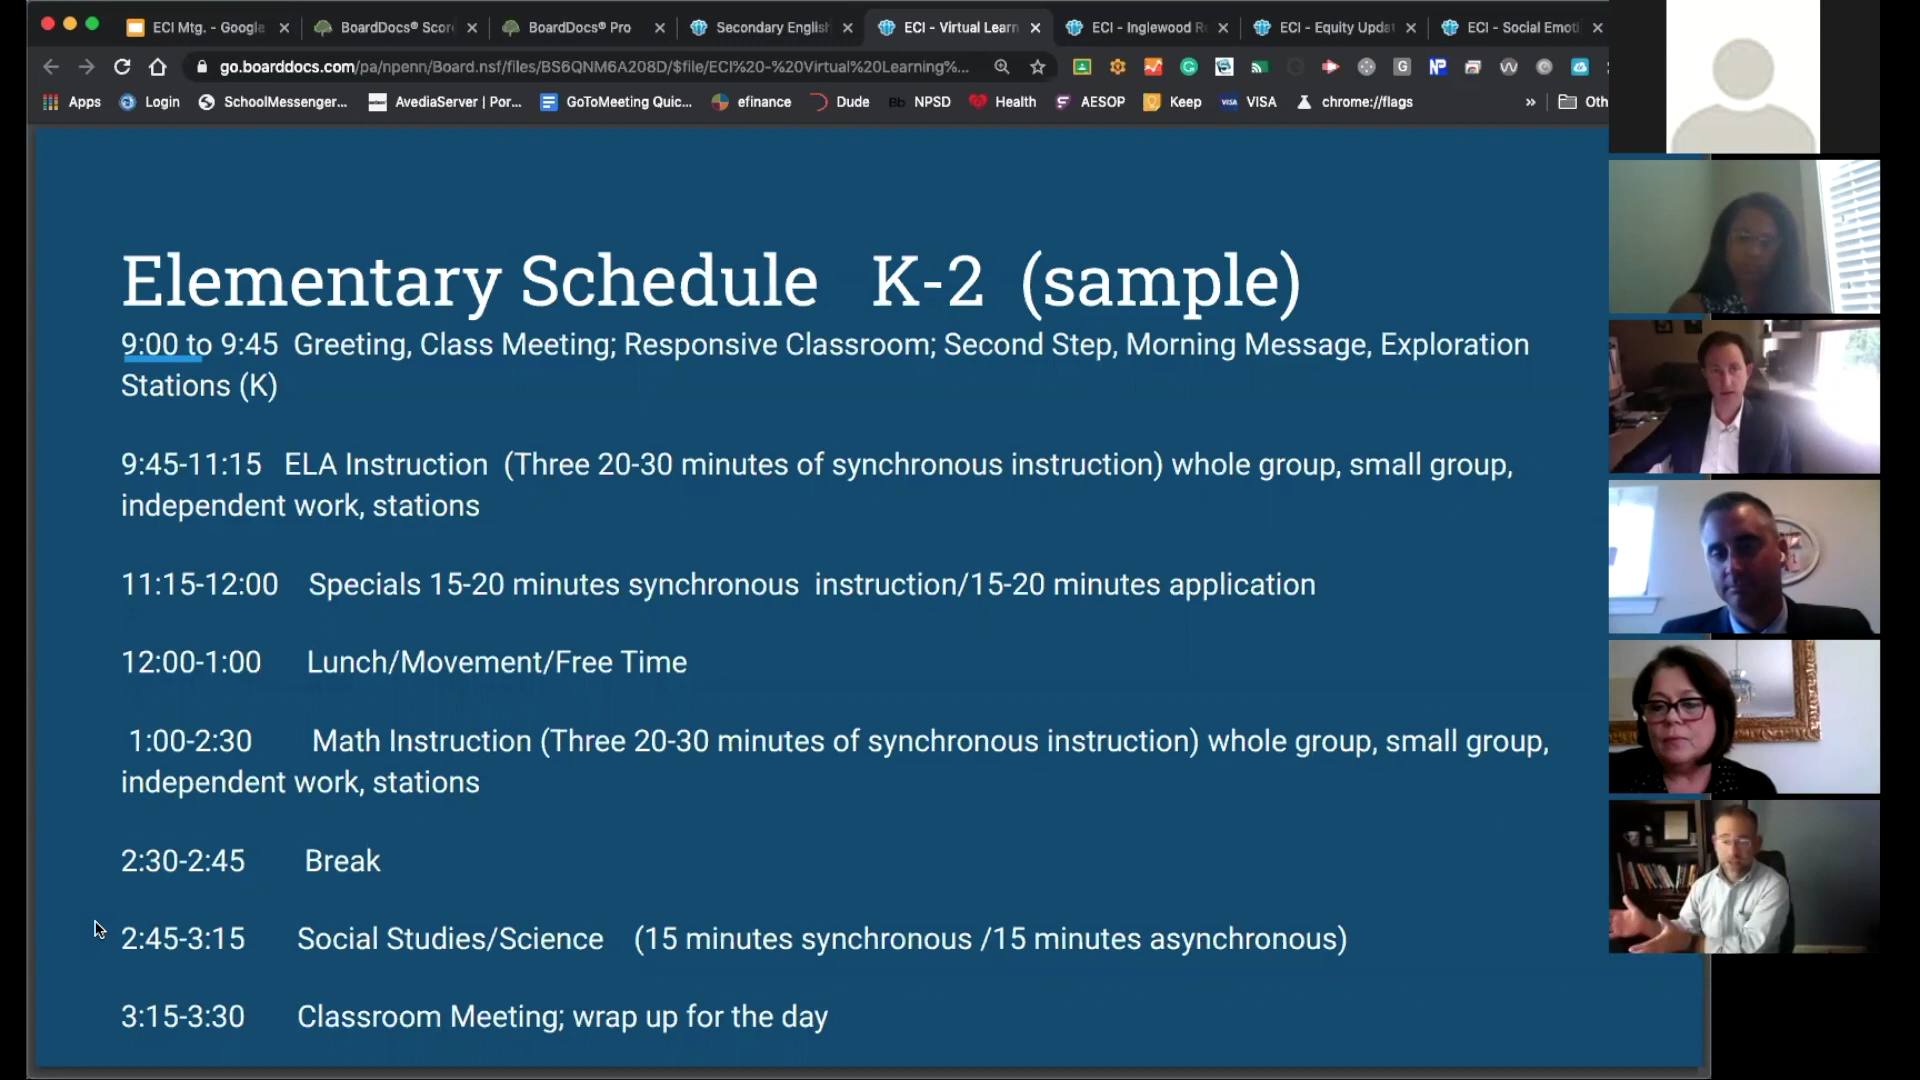 ECI Mtg. - Google
BoardDocs® Scor
BoardDocs® Pro
Secondary English
ECI - Virtual Learn
ECI - Inglewood R
ECI - Equity Updat
ECI - Social Emoti
go.boarddocs.com/pa/npenn/Board.nsf/files/BS6QNM6A208D/$file/ECI%20-%20Virtual%20Learning%...
Apps
Login
SchoolMessenger...
AvediaServer | Por...
GoToMeeting Quic...
efinance
Dude
Bb NPSD
Health
AESOP
Keep
VISA VISA
chrome://flags
»
Oth
Elementary Schedule K-2 (sample)
9:00 to 9:45 Greeting, Class Meeting; Responsive Classroom; Second Step, Morning Message, Exploration
Stations (K)
9:45-11:15 ELA Instruction (Three 20-30 minutes of synchronous instruction) whole group, small group,
independent work, stations
11:15-12:00 Specials 15-20 minutes synchronous instruction/15-20 minutes application
12:00-1:00 Lunch/Movement/Free Time
1:00-2:30 Math Instruction (Three 20-30 minutes of synchronous instruction) whole group, small group,
independent work, stations
2:30-2:45 Break
2:45-3:15 Social Studies/Science (15 minutes synchronous /15 minutes asynchronous)
3:15-3:30 Classroom Meeting; wrap up for the day